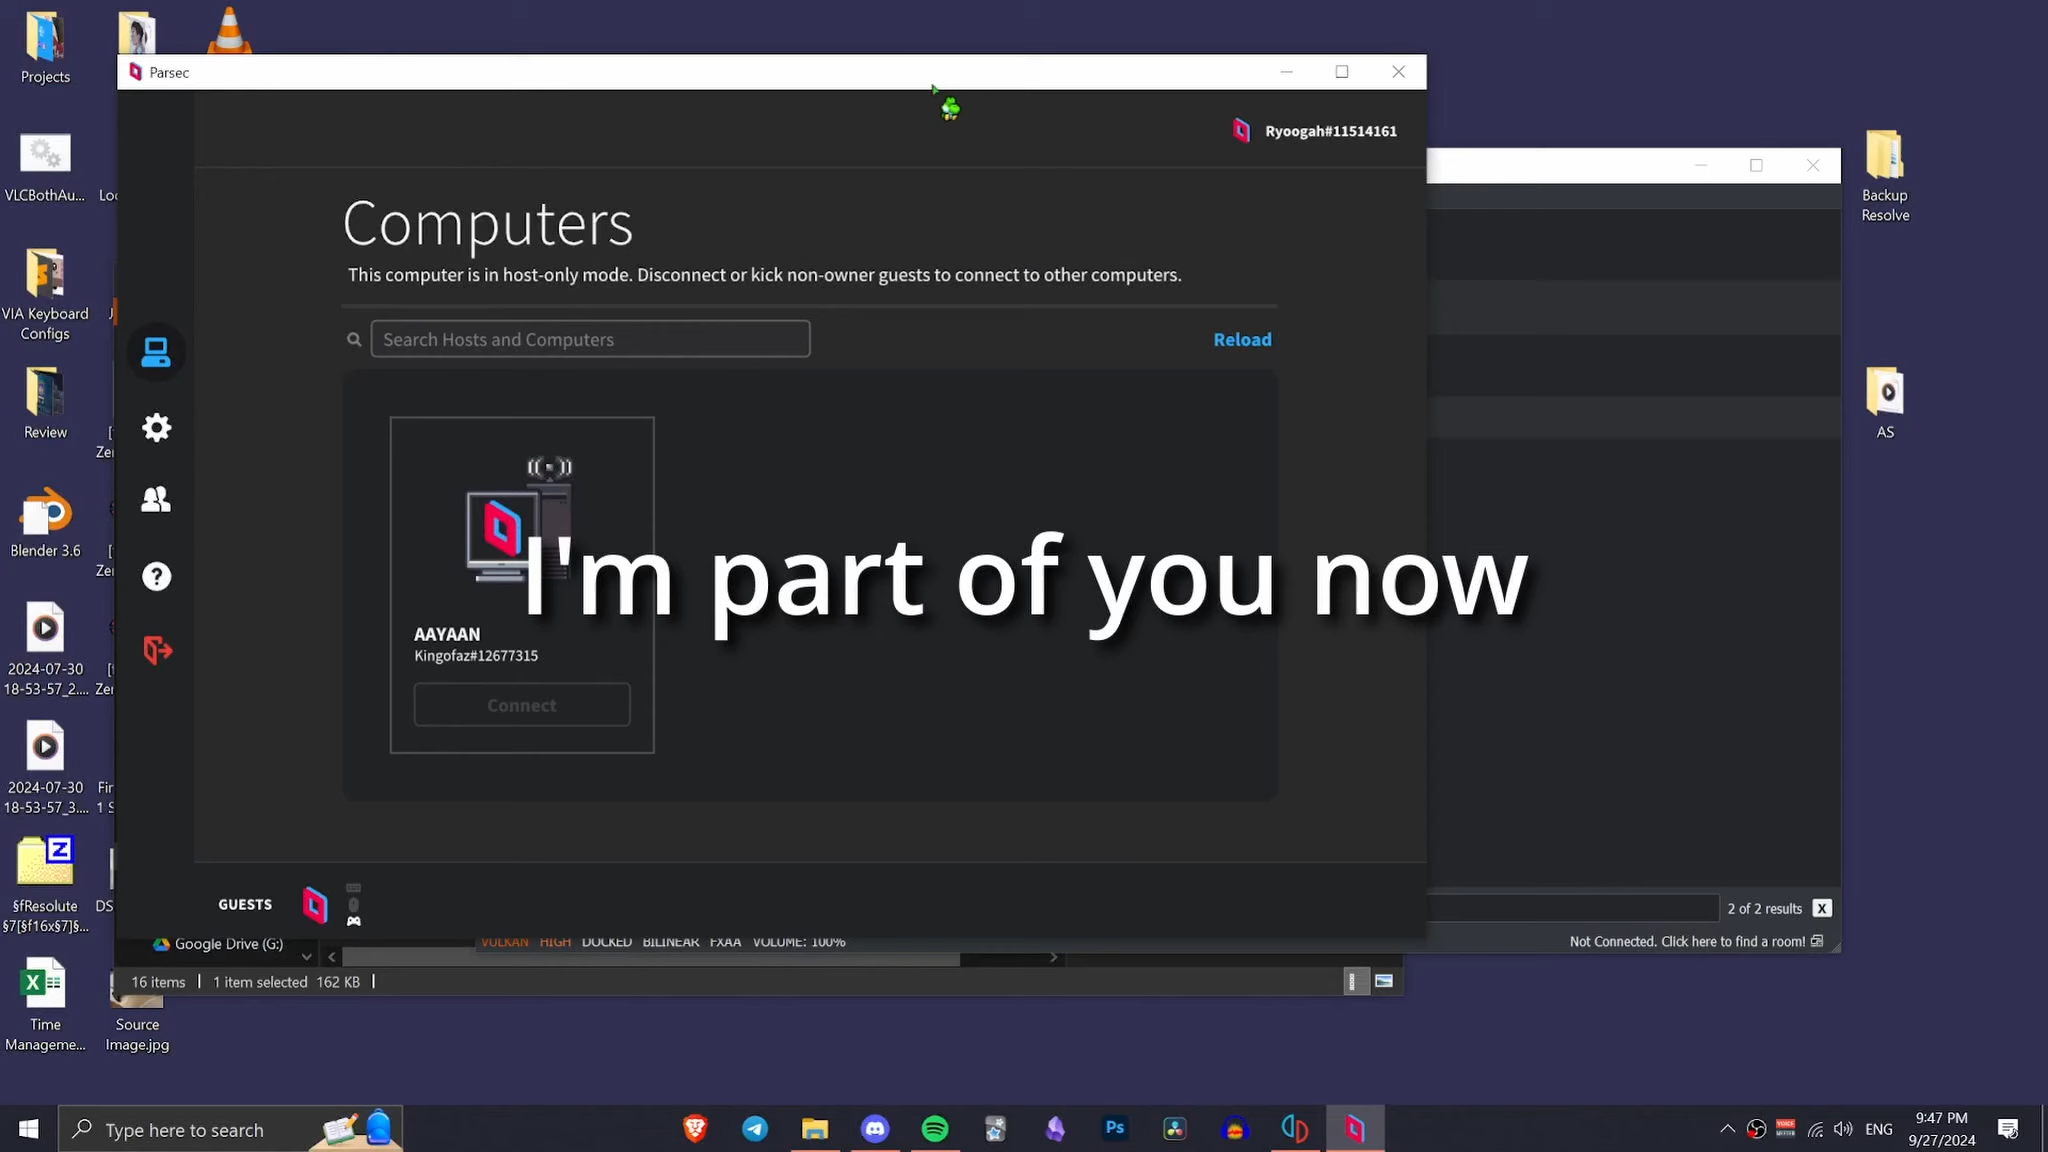 Projects
VLCBothAu...
VIA Keyboard
Configs
Review
Blender 3.6
2024-07-30
18-53-57_2....
2024-07-30
18-53-57_3....
§fResolute
§7[§f16x§7]§...
Time
Manageme...
Source
Image.jpg
Parsec
Ryoogah#11514161
Computers
This computer is in host-only mode. Disconnect or kick non-owner guests to connect to other computers.
Search Hosts and Computers
Reload
AAYAAN
Kingofaz#12677315
Connect
I'm part of you now
GUESTS
Google Drive (G:)
VULKAN HIGH DOCKED BILINEAR FXAA VOLUME: 100%
16 items
1 item selected 162 KB
2 of 2 results X
Not Connected. Click here to find a room!
Backup
Resolve
AS
Type here to search
Ps
ENG
9:47 PM
9/27/2024